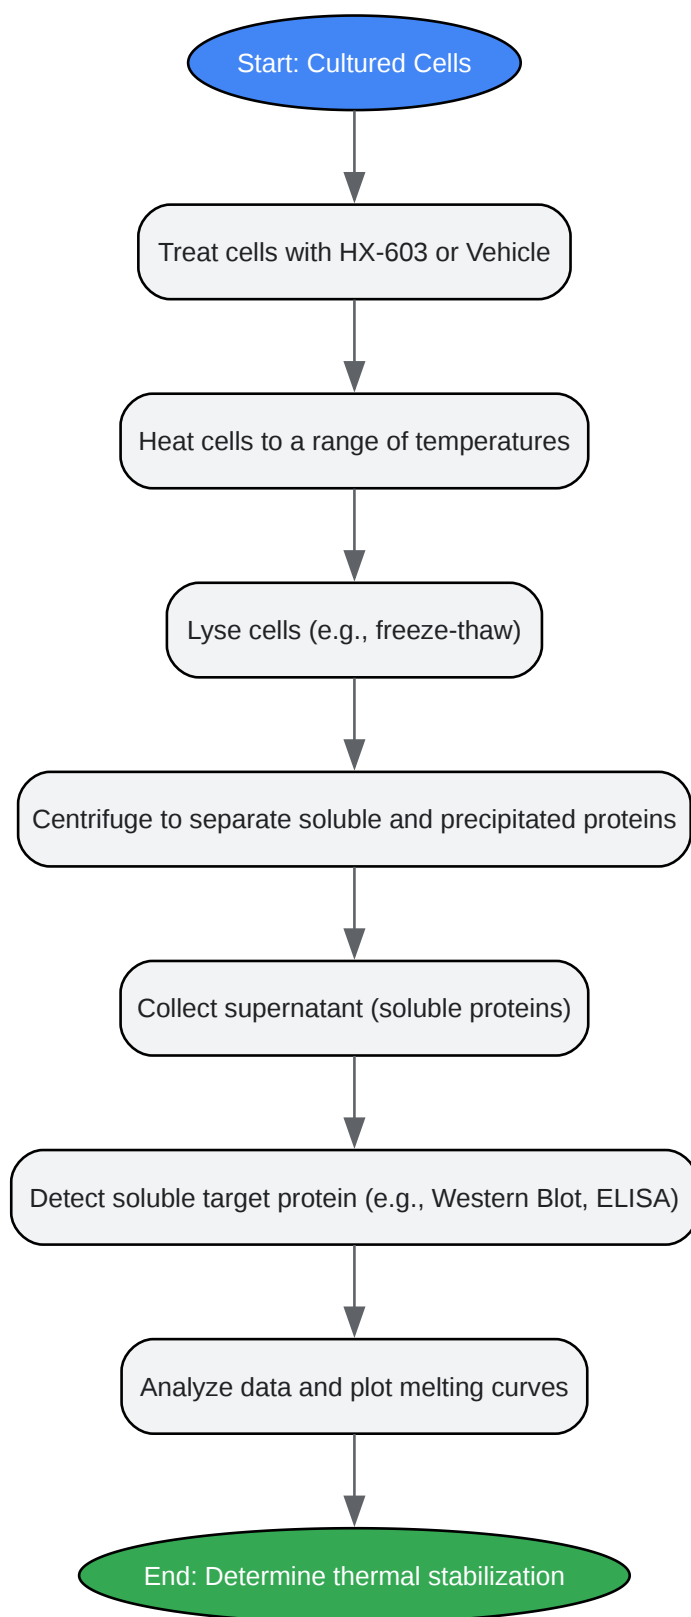 Start: Cultured Cells
Treat cells with HX-603 or Vehicle
Heat cells to a range of temperatures
Lyse cells (e.g., freeze-thaw)
Centrifuge to separate soluble and precipitated proteins
Collect supernatant (soluble proteins)
Detect soluble target protein (e.g., Western Blot, ELISA)
Analyze data and plot melting curves
End: Determine thermal stabilization